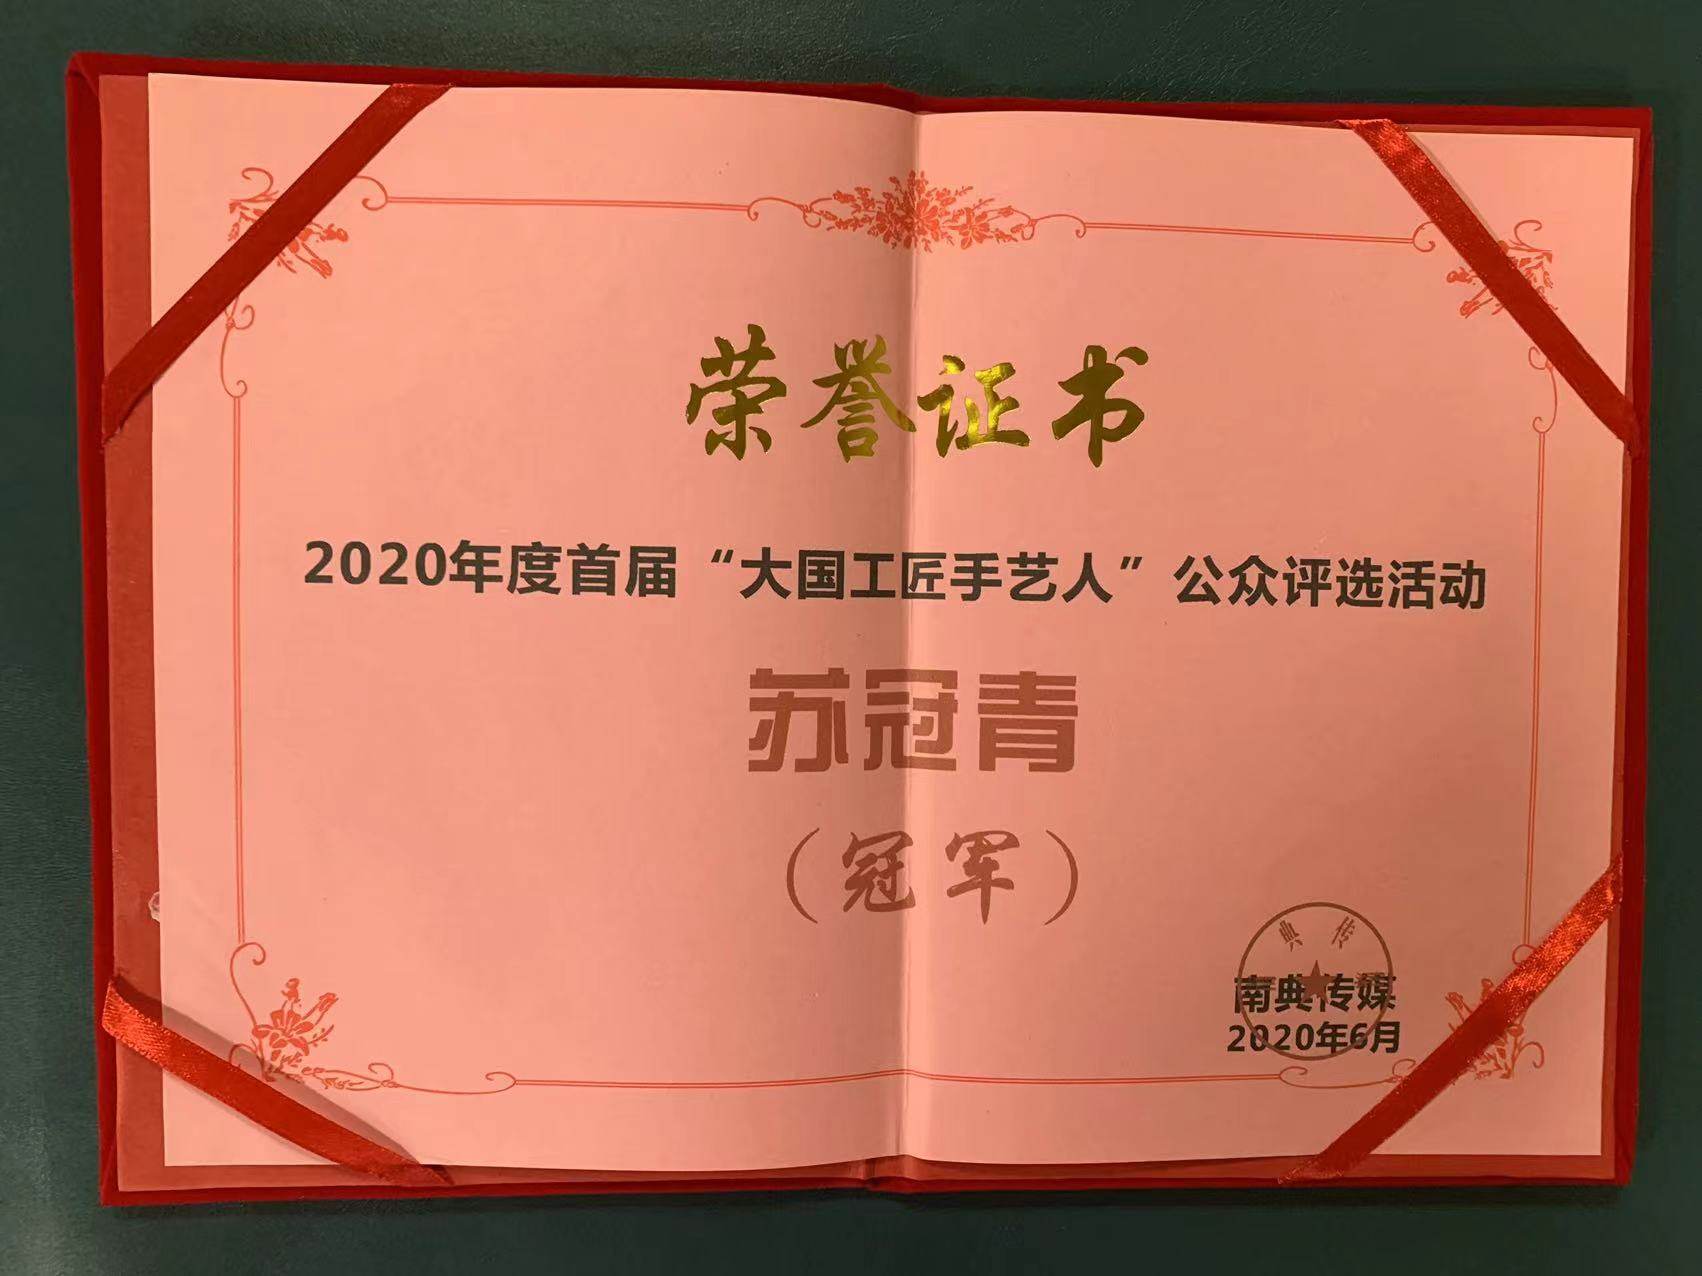 荣誉证书
2020年度首届“大国工匠手艺人”公众评选活动
苏冠青
（冠军）
典传
南典传媒
2020年6月